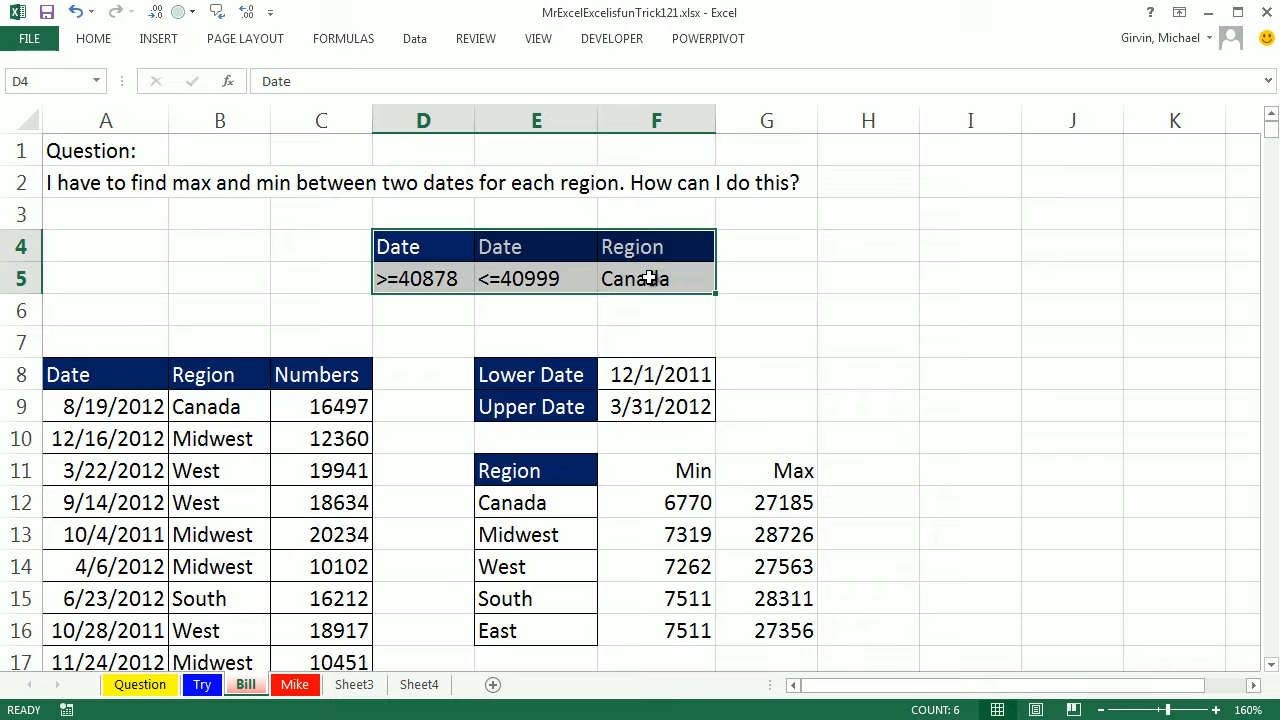 MrExcelExcelisfunTrick121.xlsx - Excel
FILE HOME INSERT PAGE LAYOUT FORMULAS Data REVIEW VIEW DEVELOPER POWERPIVOT Girvin, Michael
D4 fx Date
A B C D E F G H I J K
1 Question:
2 I have to find max and min between two dates for each region. How can I do this?
3
4 Date Date Region
5 >=40878 <=40999 Canada
6
7
8 Date Region Numbers Lower Date 12/1/2011
9 8/19/2012 Canada 16497 Upper Date 3/31/2012
10 12/16/2012 Midwest 12360
11 3/22/2012 West 19941 Region Min Max
12 9/14/2012 West 18634 Canada 6770 27185
13 10/4/2011 Midwest 20234 Midwest 7319 28726
14 4/6/2012 Midwest 10102 West 7262 27563
15 6/23/2012 South 16212 South 7511 28311
16 10/28/2011 West 18917 East 7511 27356
17 11/24/2012 Midwest 10451
Question Try Bill Mike Sheet3 Sheet4
READY COUNT: 6 160%